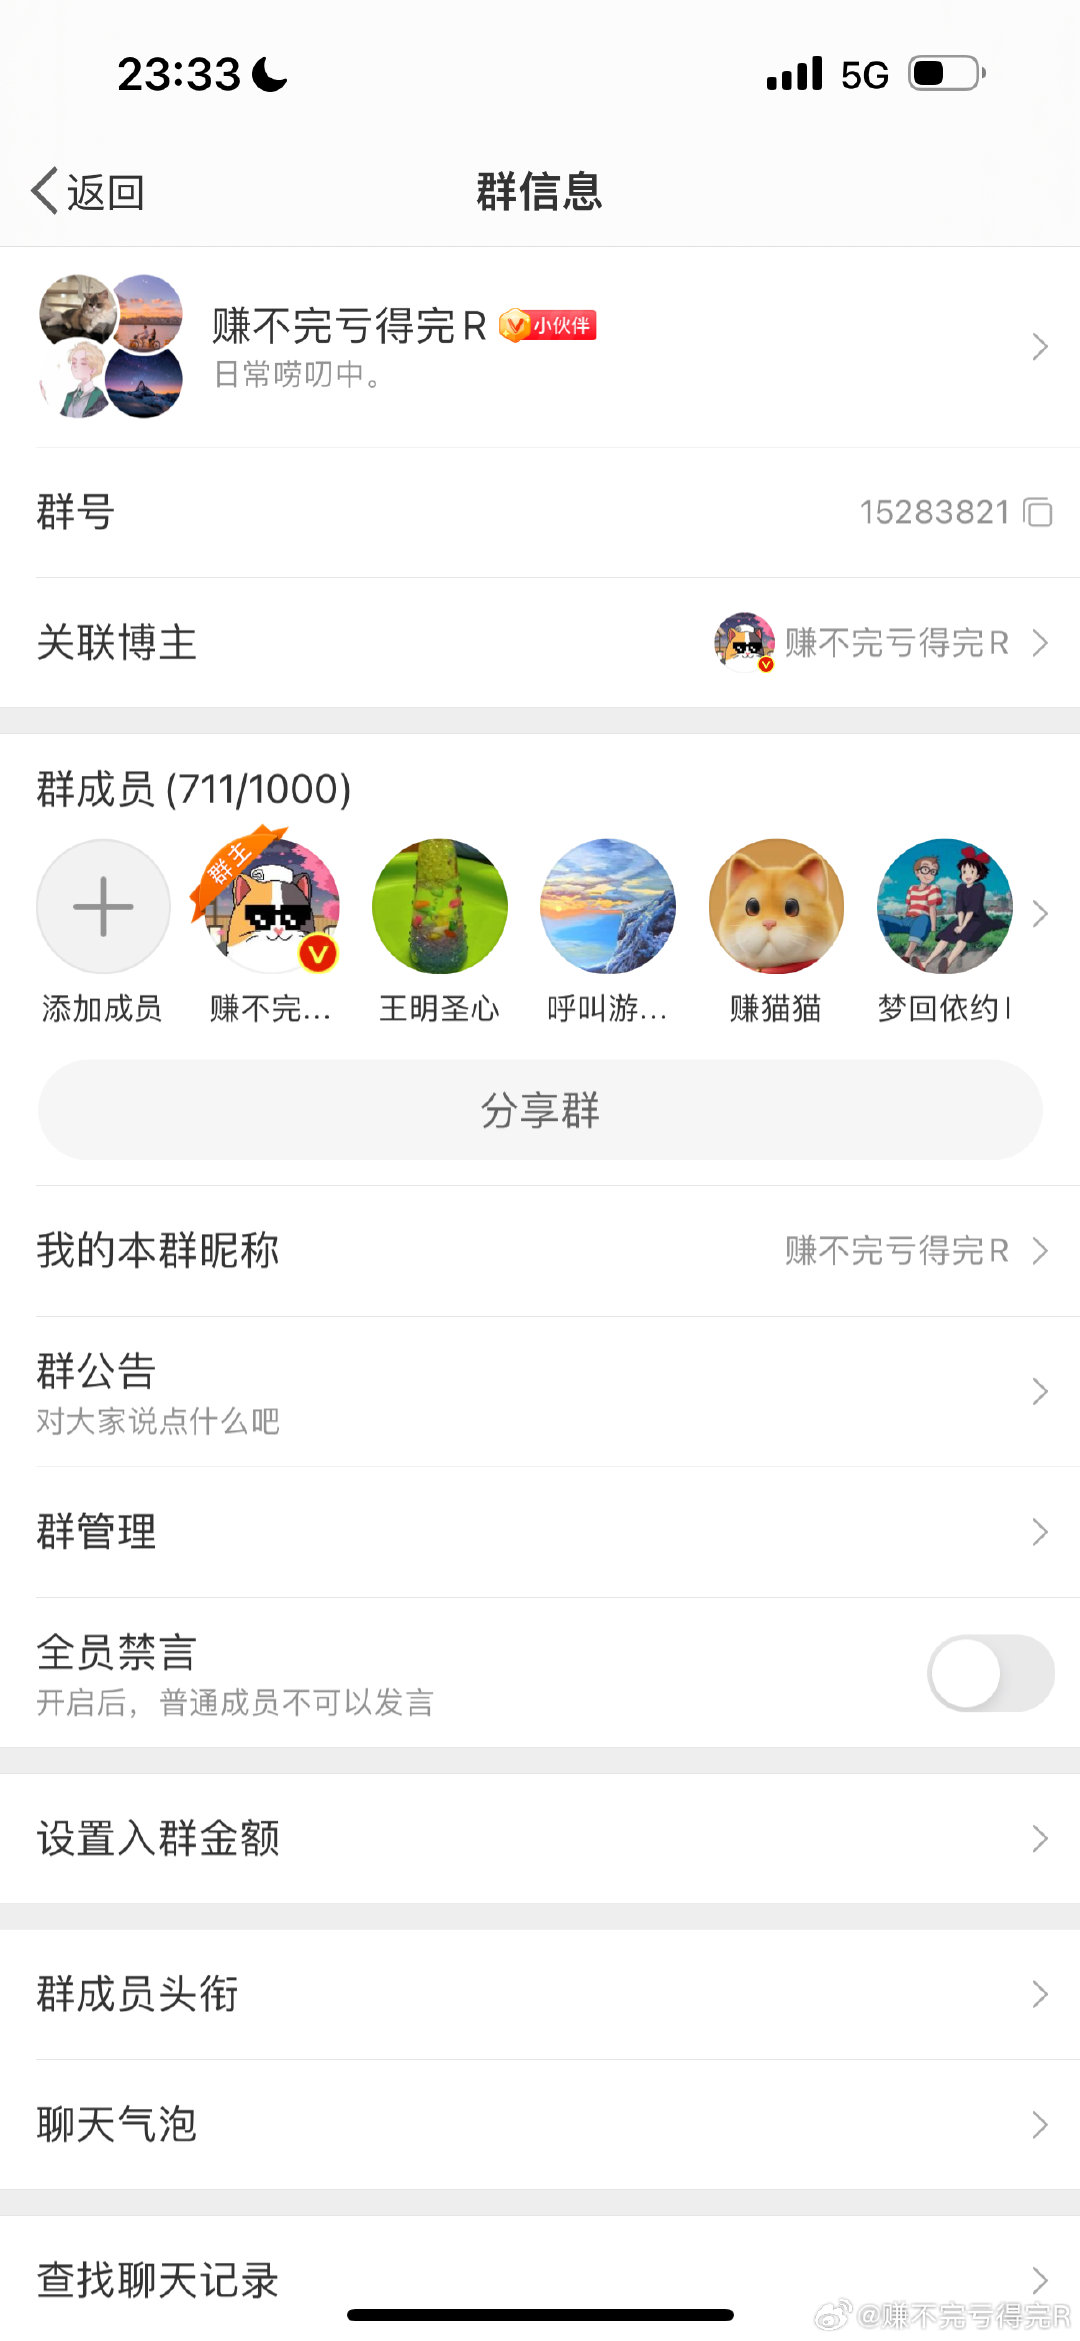 23:33
5G
返回
群信息
赚不完亏得完R
小伙伴
日常唠叨中。
群号
15283821
关联博主
赚不完亏得完R
群成员 (711/1000)
群主
添加成员
赚不完...
王明圣心
呼叫游...
赚猫猫
梦回依约
分享群
我的本群昵称
赚不完亏得完R
群公告
对大家说点什么吧
群管理
全员禁言
开启后，普通成员不可以发言
设置入群金额
群成员头衔
聊天气泡
查找聊天记录
@赚不完亏得完R